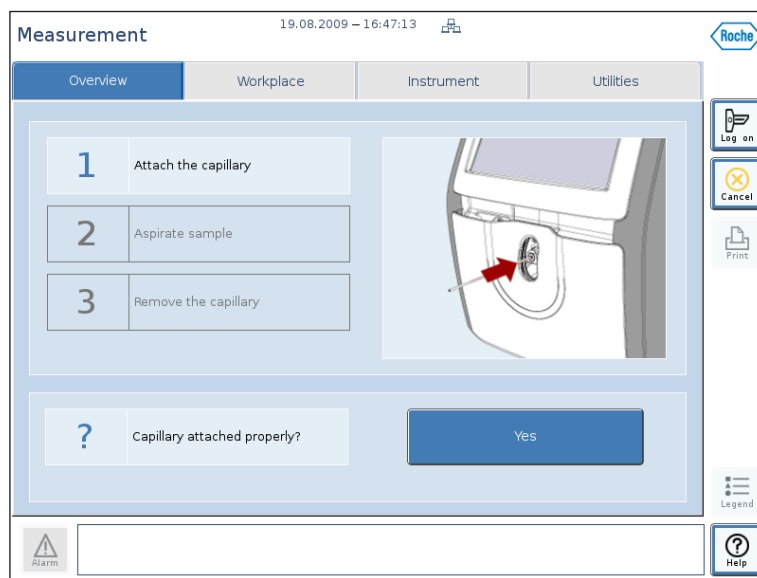 Measurement
19.08.2009 – 16:47:13
Roche
Overview
Workplace
Instrument
Utilities
1
Attach the capillary
2
Aspirate sample
3
Remove the capillary
?
Capillary attached properly?
Yes
Log on
Cancel
Print
Legend
Alarm
Help